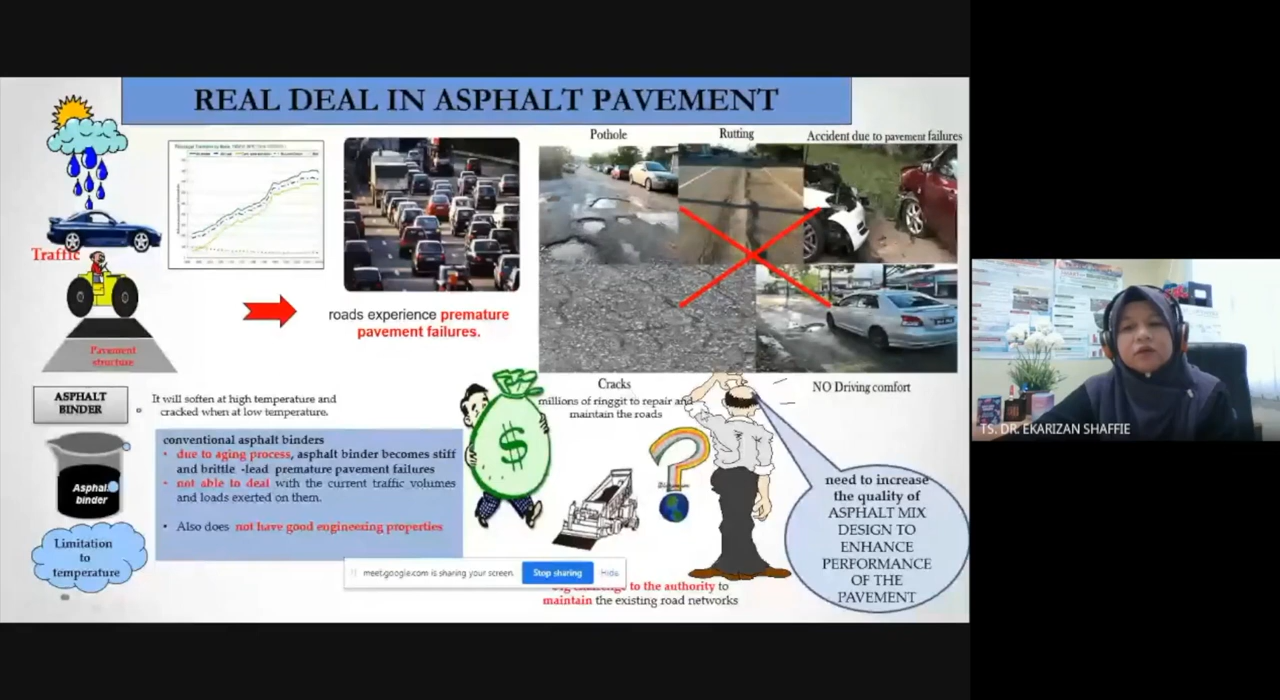 REAL DEAL IN ASPHALT PAVEMENT
Pothole
Rutting
Accident due to pavement failures
Traffic
roads experience premature
pavement failures.
Pavement
structure
Cracks
NO Driving comfort
ASPHALT
BINDER
It will soften at high temperature and
cracked when at low temperature.
millions of ringgit to repair and
maintain the roads
conventional asphalt binders
• due to aging process, asphalt binder becomes stiff
and brittle -lead premature pavement failures
• not able to deal with the current traffic volumes
and loads exerted on them.
• Also does not have good engineering properties
Asphalt
binder
Limitation
to
temperature
$
need to increase
the quality of
ASPHALT MIX
DESIGN TO
ENHANCE
PERFORMANCE
OF THE
PAVEMENT
meet.google.com is sharing your screen.
Stop sharing
Hide
to the authority to
maintain the existing road networks
TS. DR. EKARIZAN SHAFFIE